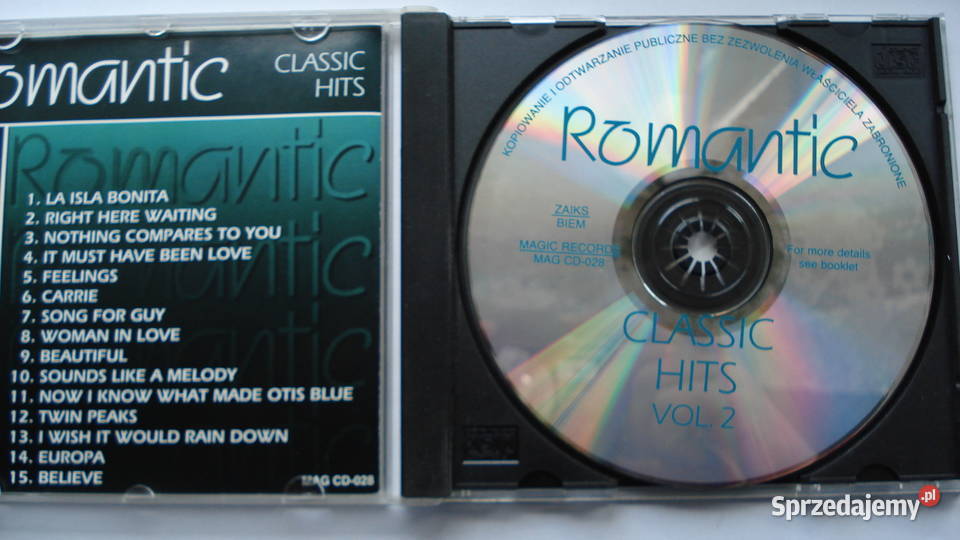 Romantic
CLASSIC
HITS
Romantic
1. LA ISLA BONITA
2. RIGHT HERE WAITING
3. NOTHING COMPARES TO YOU
4. IT MUST HAVE BEEN LOVE
5. FEELINGS
6. CARRIE
7. SONG FOR GUY
8. WOMAN IN LOVE
9. BEAUTIFUL
10. SOUNDS LIKE A MELODY
11. NOW I KNOW WHAT MADE OTIS BLUE
12. TWIN PEAKS
13. I WISH IT WOULD RAIN DOWN
14. EUROPA
15. BELIEVE
MAG CD-028
KOPIOWANIE I ODTWARZANIE PUBLICZNE BEZ ZEZWOLENIA WŁAŚCICIELA ZABRONIONE
Romantic
ZAIKS
BIEM
MAGIC RECORDS
MAG CD-028
For more details
see booklet
CLASSIC
HITS
VOL. 2
Sprzedajemy.pl